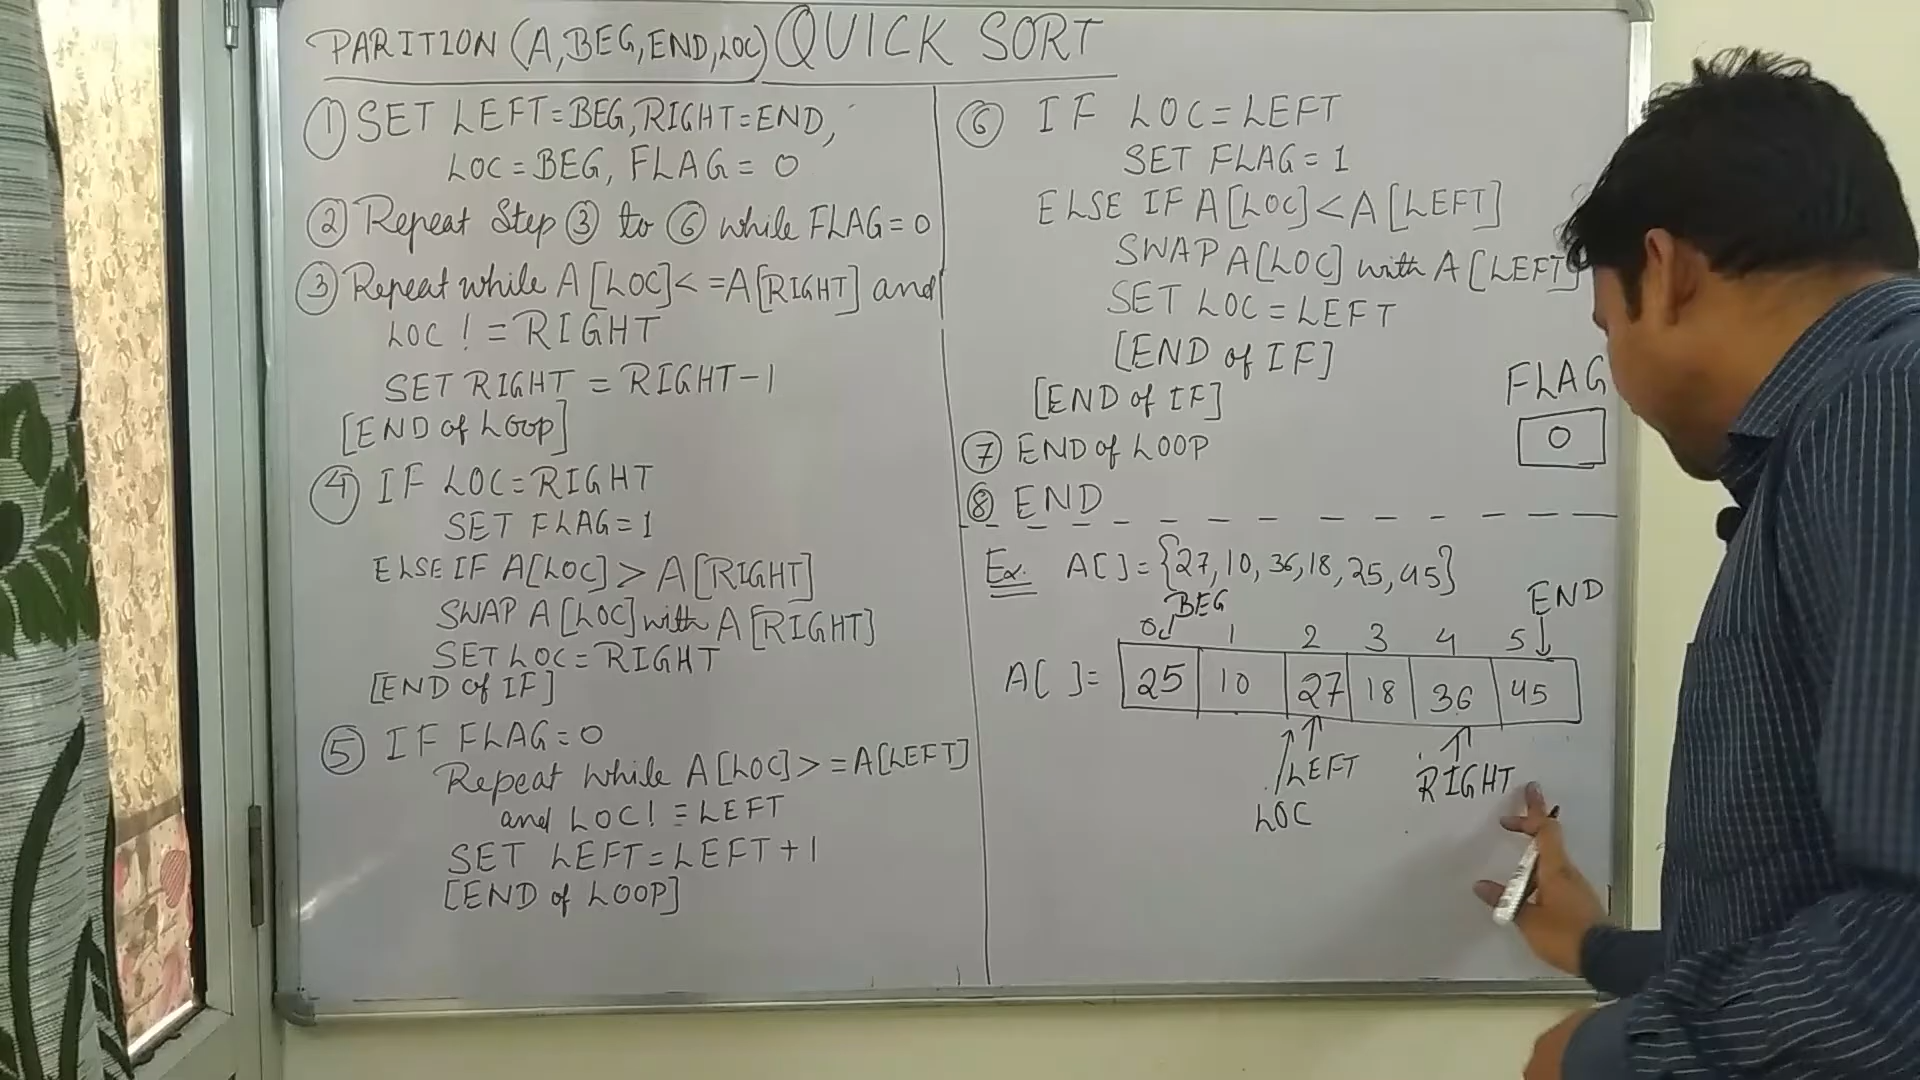 PARITION (A,BEG,END,LOC) QUICK SORT
① SET LEFT=BEG, RIGHT=END,
LOC=BEG, FLAG=0
② Repeat Step ③ to ⑥ while FLAG=0
③ Repeat while A[LOC]<=A[RIGHT] and
LOC!=RIGHT
SET RIGHT=RIGHT-1
[END of LOOP]
④ IF LOC=RIGHT
SET FLAG=1
ELSE IF A[LOC]>A[RIGHT]
SWAP A[LOC] with A[RIGHT]
SET LOC=RIGHT
[END of IF]
⑤ IF FLAG=0
Repeat while A[LOC]>=A[LEFT]
and LOC!=LEFT
SET LEFT=LEFT+1
[END of LOOP]
⑥ IF LOC=LEFT
SET FLAG=1
ELSE IF A[LOC]<A[LEFT]
SWAP A[LOC] with A[LEFT]
SET LOC=LEFT
[END of IF]
[END of IF]
⑦ END of LOOP
⑧ END
FLAG
0
Ex. A[]={27,10,36,18,25,45}
BEG END
0 1 2 3 4 5
A[ ]= 25 10 27 18 36 45
LEFT RIGHT
LOC